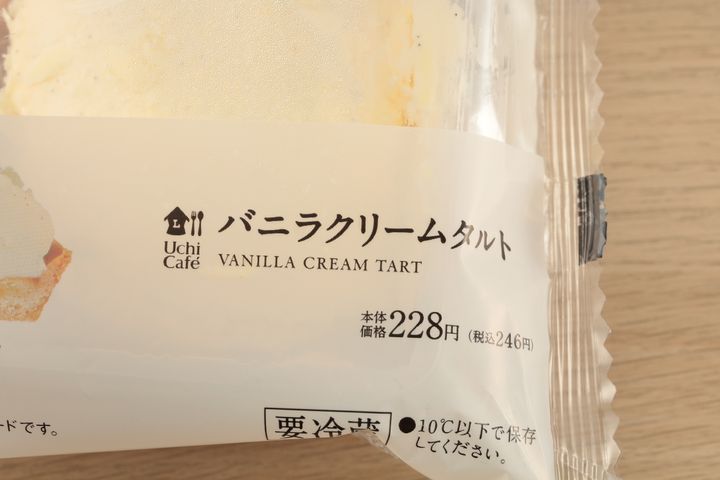 L
Uchi
Café
バニラクリームタルト
VANILLA CREAM TART
本体
価格 228円 (税込246円)
ードです。
要冷蔵
●10℃以下で保存
してください。